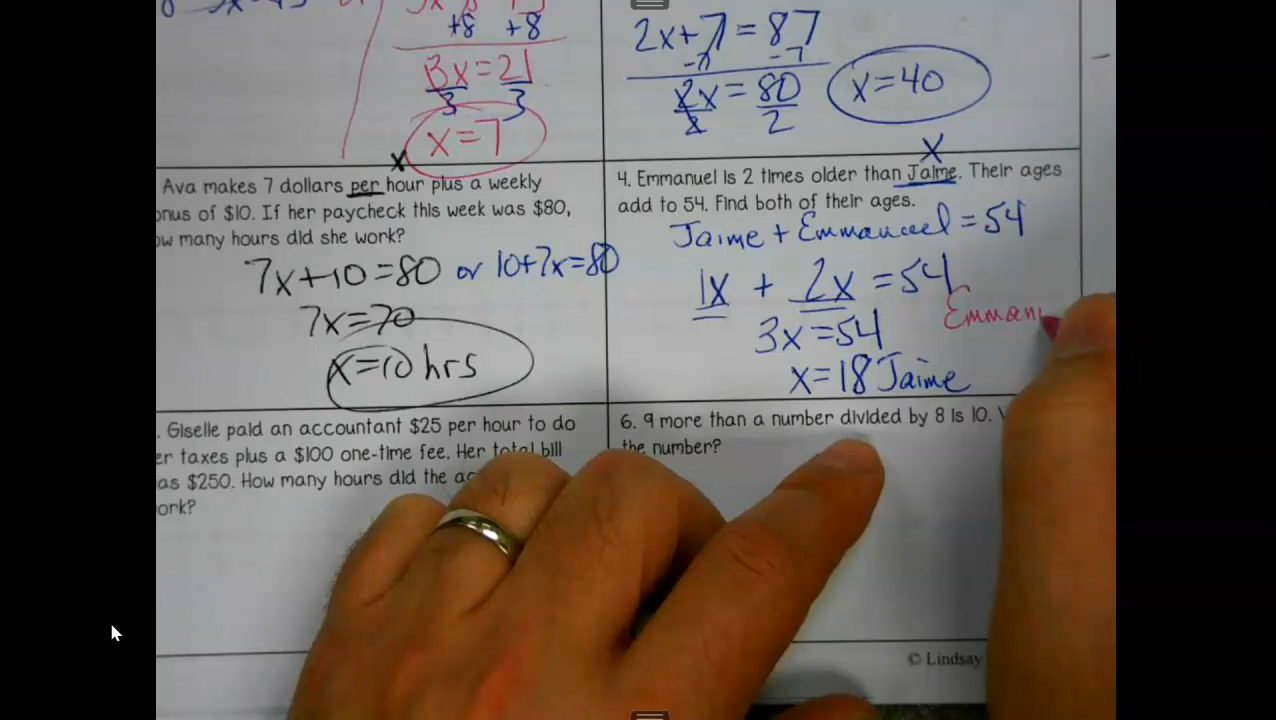 +8 +8
3x = 21
3 3
x = 7
2x + 7 = 87
-7 -7
2x = 80
2 2
x = 40
x
Ava makes 7 dollars per hour plus a weekly
onus of $10. If her paycheck this week was $80,
ow many hours did she work?
7x + 10 = 80 or 10 + 7x = 80
7x = 70
x = 10 hrs
x
4. Emmanuel is 2 times older than Jaime. Their ages
add to 54. Find both of their ages.
Jaime + Emmanuel = 54
1x + 2x = 54
3x = 54
x = 18 Jaime
Emman
. Giselle paid an accountant $25 per hour to do
er taxes plus a $100 one-time fee. Her total bill
as $250. How many hours did the ac
ork?
6. 9 more than a number divided by 8 is 10.
the number?
© Lindsay